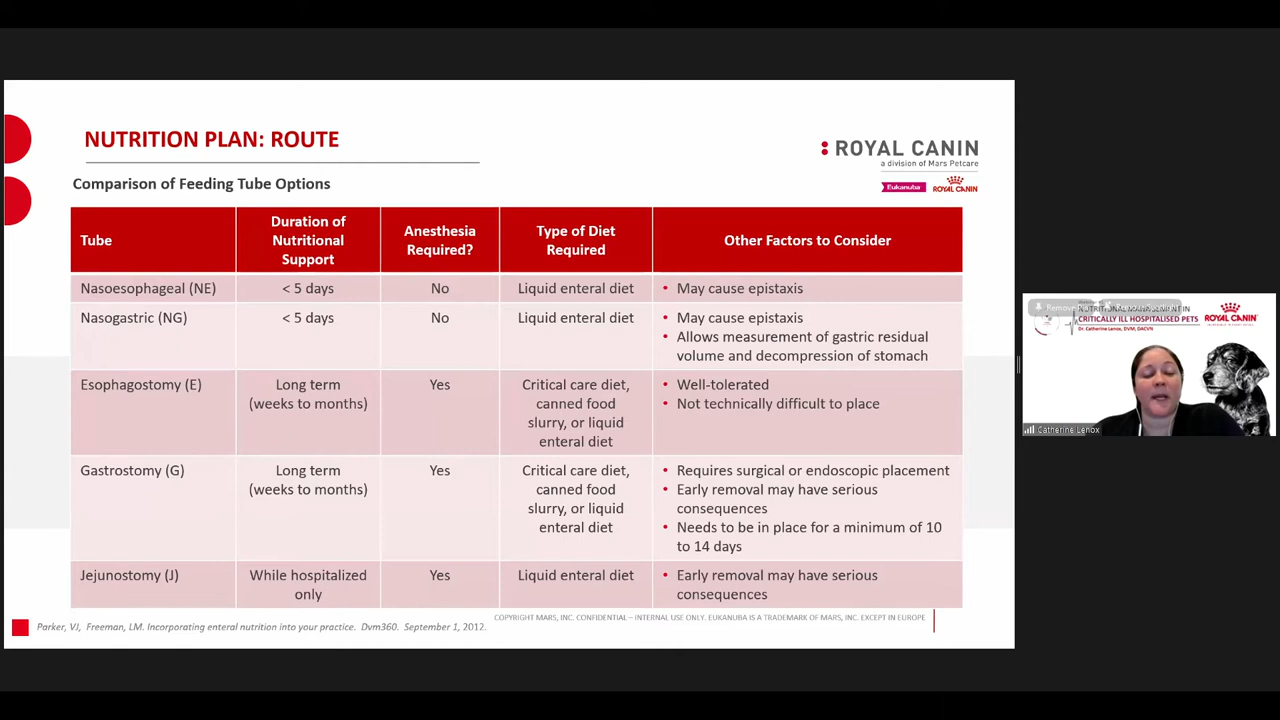 NUTRITION PLAN: ROUTE
ROYAL CANIN
a division of Mars Petcare
Eukanuba
ROYAL CANIN
Comparison of Feeding Tube Options
Tube
Duration of
Nutritional
Support
Anesthesia
Required?
Type of Diet
Required
Other Factors to Consider
Nasoesophageal (NE)
< 5 days
No
Liquid enteral diet
• May cause epistaxis
Nasogastric (NG)
< 5 days
No
Liquid enteral diet
• May cause epistaxis
• Allows measurement of gastric residual
volume and decompression of stomach
Esophagostomy (E)
Long term
(weeks to months)
Yes
Critical care diet,
canned food
slurry, or liquid
enteral diet
• Well-tolerated
• Not technically difficult to place
Gastrostomy (G)
Long term
(weeks to months)
Yes
Critical care diet,
canned food
slurry, or liquid
enteral diet
• Requires surgical or endoscopic placement
• Early removal may have serious
consequences
• Needs to be in place for a minimum of 10
to 14 days
Jejunostomy (J)
While hospitalized
only
Yes
Liquid enteral diet
• Early removal may have serious
consequences
Parker, VJ, Freeman, LM. Incorporating enteral nutrition into your practice. Dvm360. September 1, 2012.
COPYRIGHT MARS, INC. CONFIDENTIAL – INTERNAL USE ONLY. EUKANUBA IS A TRADEMARK OF MARS, INC. EXCEPT IN EUROPE
NUTRITIONAL MANAGEMENT IN
CRITICALLY ILL HOSPITALISED PETS
Dr. Catherine Lenox, DVM, DACVN
ROYAL CANIN
Catherine Lenox